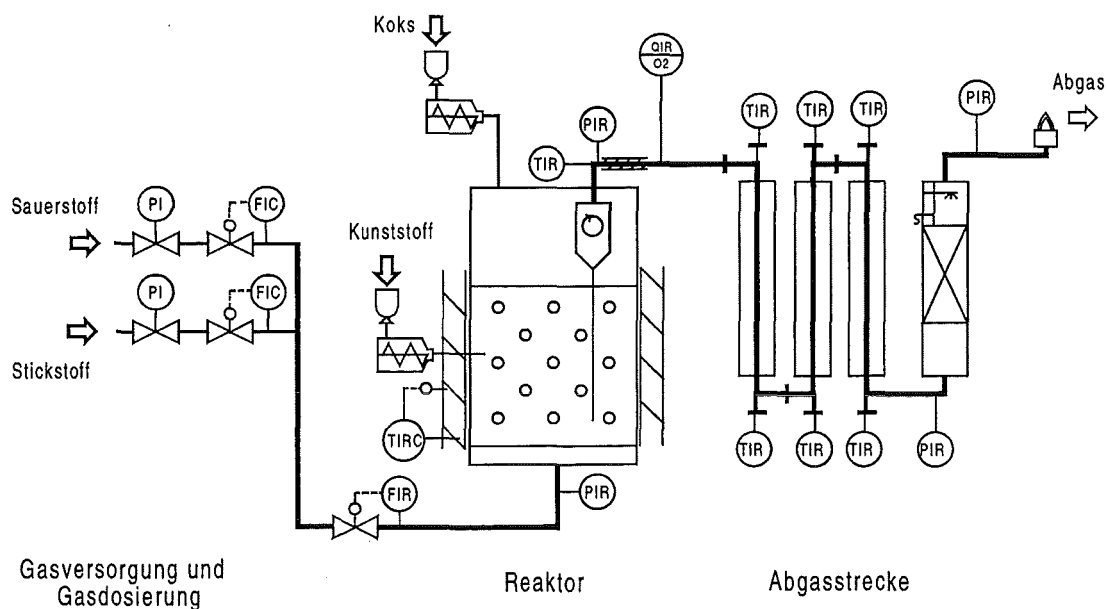 Koks
QIR
O2
Abgas
PIR
TIR
TIR
TIR
PIR
TIR
Sauerstoff
PI
FIC
Kunststoff
PI
FIC
Stickstoff
TIRC
TIR
TIR
TIR
PIR
FIR
PIR
Gasversorgung und
Gasdosierung
Reaktor
Abgasstrecke